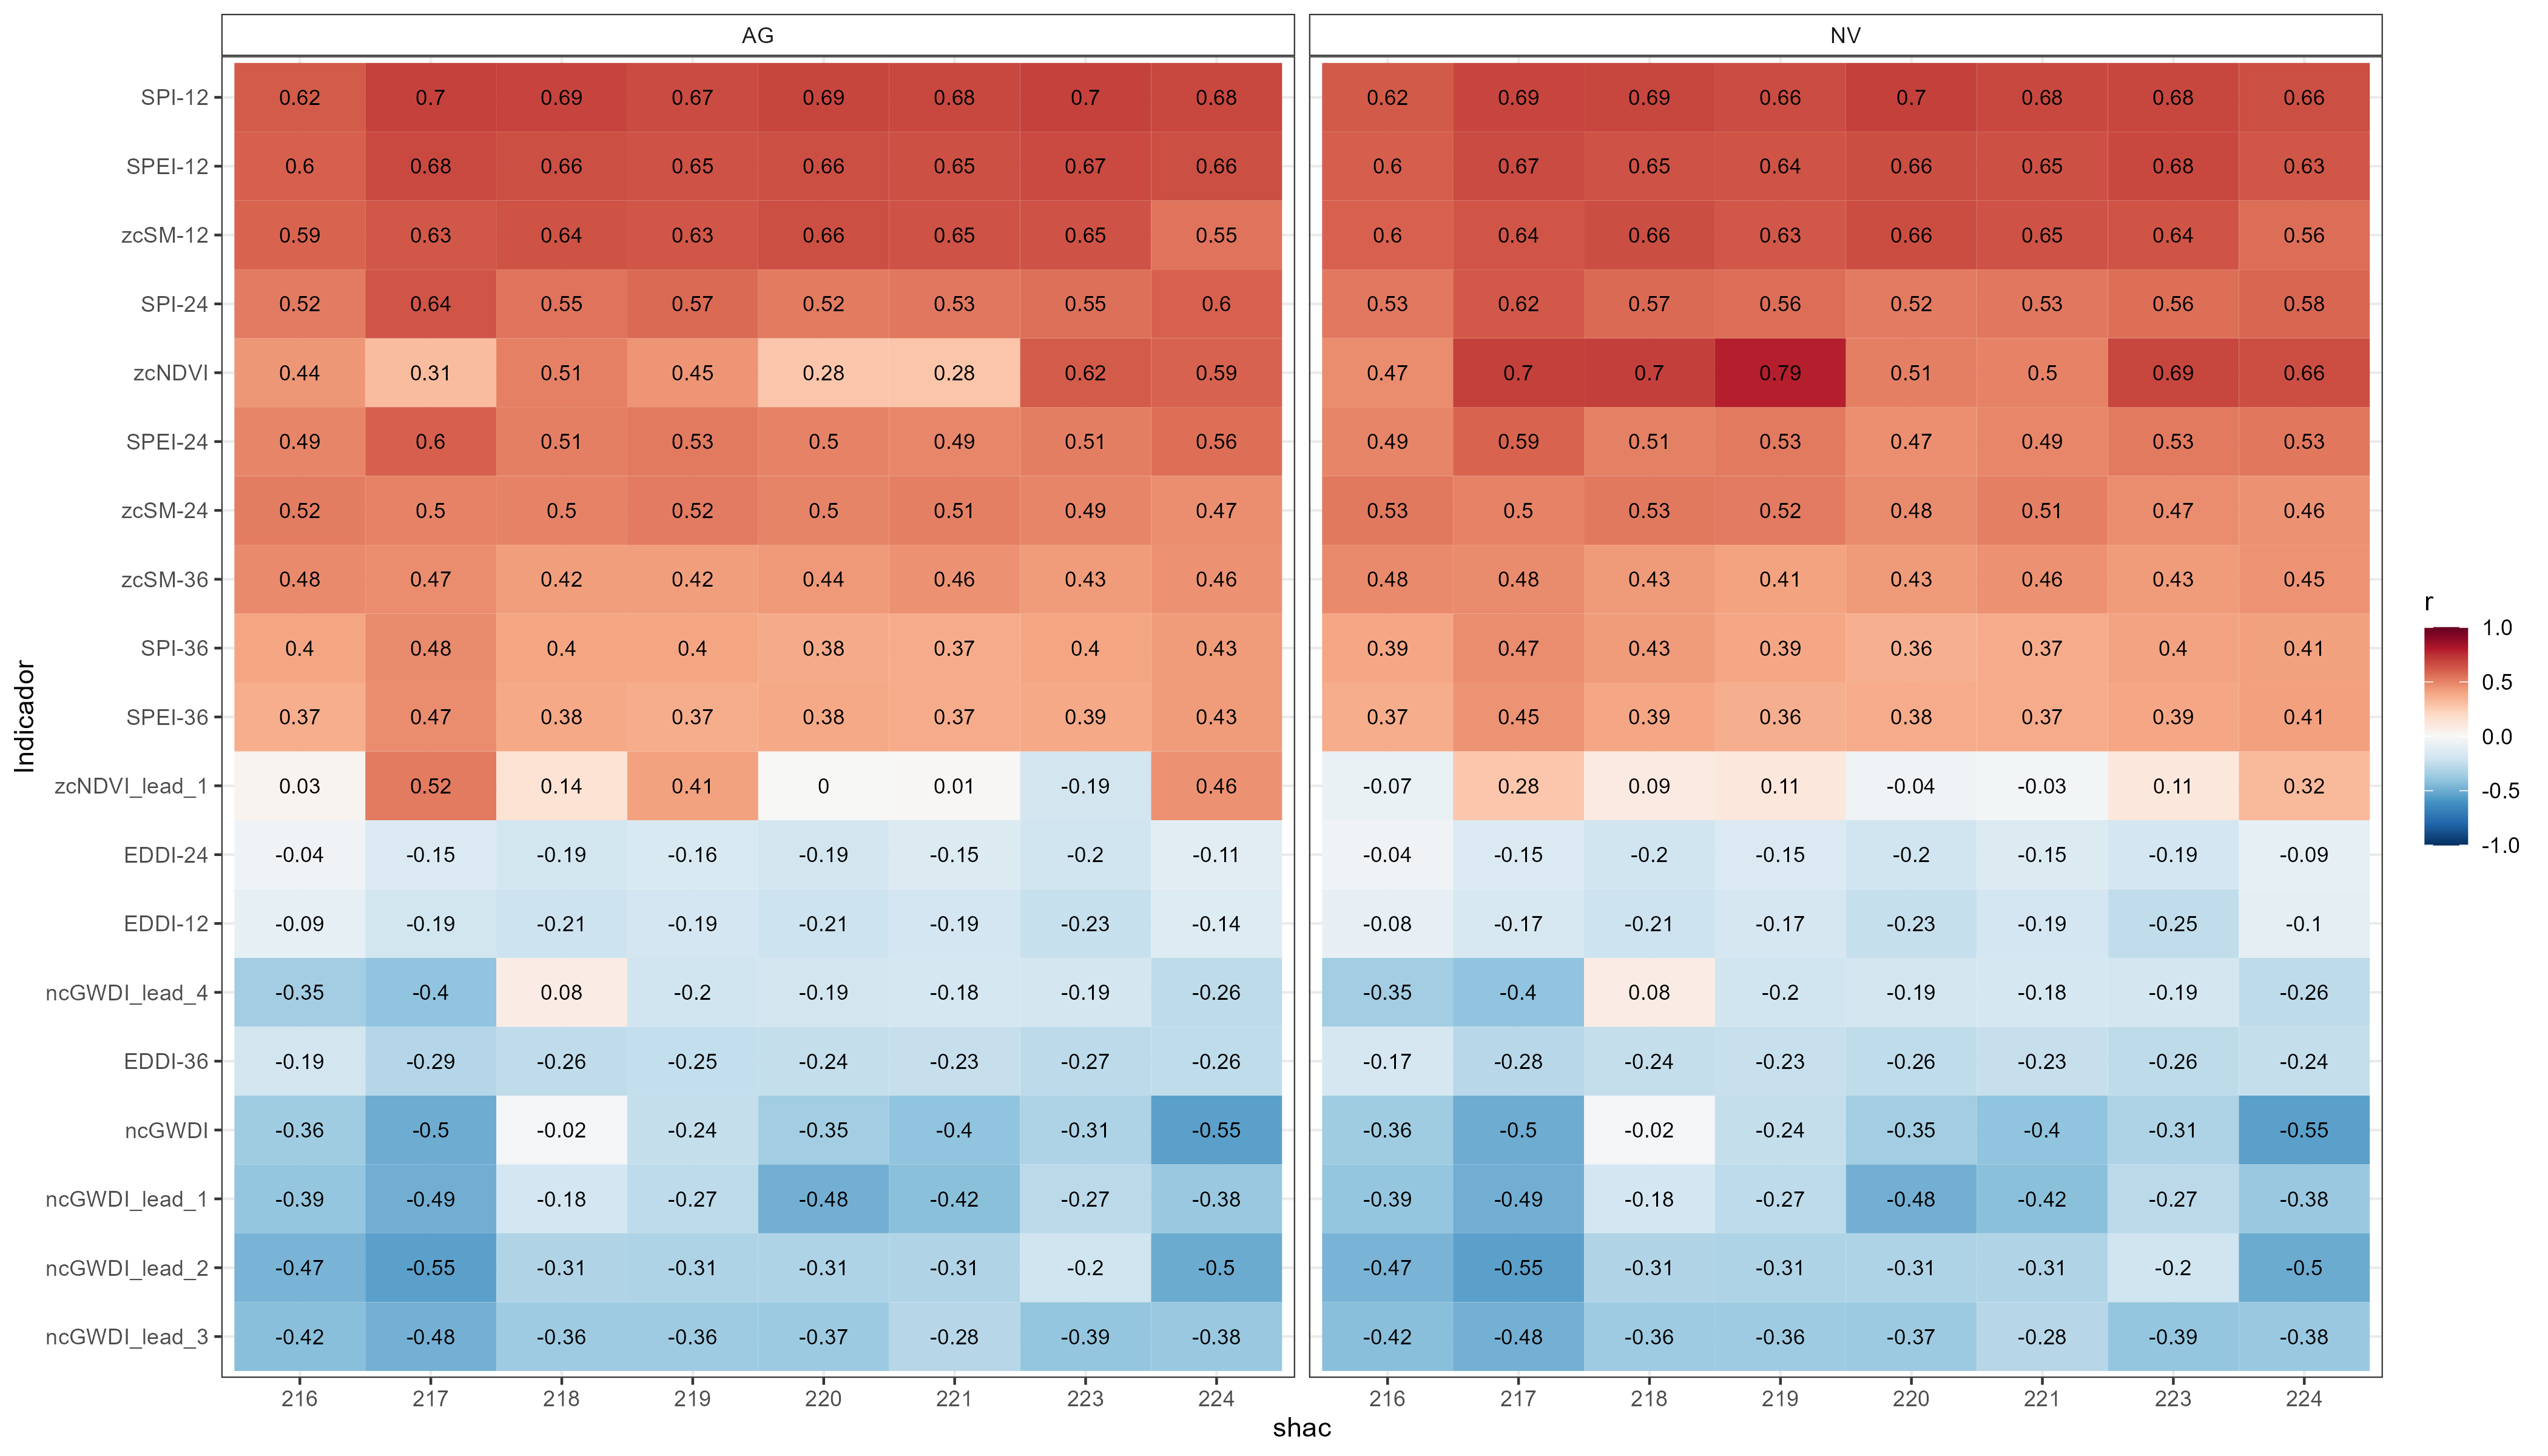 AG NV
SPI-12 0.62 0.7 0.69 0.67 0.69 0.68 0.7 0.68 0.62 0.69 0.69 0.66 0.7 0.68 0.68 0.66
SPEI-12 0.6 0.68 0.66 0.65 0.66 0.65 0.67 0.66 0.6 0.67 0.65 0.64 0.66 0.65 0.68 0.63
zcSM-12 0.59 0.63 0.64 0.63 0.66 0.65 0.65 0.55 0.6 0.64 0.66 0.63 0.66 0.65 0.64 0.56
SPI-24 0.52 0.64 0.55 0.57 0.52 0.53 0.55 0.6 0.53 0.62 0.57 0.56 0.52 0.53 0.56 0.58
zcNDVI 0.44 0.31 0.51 0.45 0.28 0.28 0.62 0.59 0.47 0.7 0.7 0.79 0.51 0.5 0.69 0.66
SPEI-24 0.49 0.6 0.51 0.53 0.5 0.49 0.51 0.56 0.49 0.59 0.51 0.53 0.47 0.49 0.53 0.53
zcSM-24 0.52 0.5 0.5 0.52 0.5 0.51 0.49 0.47 0.53 0.5 0.53 0.52 0.48 0.51 0.47 0.46
zcSM-36 0.48 0.47 0.42 0.42 0.44 0.46 0.43 0.46 0.48 0.48 0.43 0.41 0.43 0.46 0.43 0.45
SPI-36 0.4 0.48 0.4 0.4 0.38 0.37 0.4 0.43 0.39 0.47 0.43 0.39 0.36 0.37 0.4 0.41
SPEI-36 0.37 0.47 0.38 0.37 0.38 0.37 0.39 0.43 0.37 0.45 0.39 0.36 0.38 0.37 0.39 0.41
zcNDVI_lead_1 0.03 0.52 0.14 0.41 0 0.01 -0.19 0.46 -0.07 0.28 0.09 0.11 -0.04 -0.03 0.11 0.32
EDDI-24 -0.04 -0.15 -0.19 -0.16 -0.19 -0.15 -0.2 -0.11 -0.04 -0.15 -0.2 -0.15 -0.2 -0.15 -0.19 -0.09
EDDI-12 -0.09 -0.19 -0.21 -0.19 -0.21 -0.19 -0.23 -0.14 -0.08 -0.17 -0.21 -0.17 -0.23 -0.19 -0.25 -0.1
ncGWDI_lead_4 -0.35 -0.4 0.08 -0.2 -0.19 -0.18 -0.19 -0.26 -0.35 -0.4 0.08 -0.2 -0.19 -0.18 -0.19 -0.26
EDDI-36 -0.19 -0.29 -0.26 -0.25 -0.24 -0.23 -0.27 -0.26 -0.17 -0.28 -0.24 -0.23 -0.26 -0.23 -0.26 -0.24
ncGWDI -0.36 -0.5 -0.02 -0.24 -0.35 -0.4 -0.31 -0.55 -0.36 -0.5 -0.02 -0.24 -0.35 -0.4 -0.31 -0.55
ncGWDI_lead_1 -0.39 -0.49 -0.18 -0.27 -0.48 -0.42 -0.27 -0.38 -0.39 -0.49 -0.18 -0.27 -0.48 -0.42 -0.27 -0.38
ncGWDI_lead_2 -0.47 -0.55 -0.31 -0.31 -0.31 -0.31 -0.2 -0.5 -0.47 -0.55 -0.31 -0.31 -0.31 -0.31 -0.2 -0.5
ncGWDI_lead_3 -0.42 -0.48 -0.36 -0.36 -0.37 -0.28 -0.39 -0.38 -0.42 -0.48 -0.36 -0.36 -0.37 -0.28 -0.39 -0.38
216 217 218 219 220 221 223 224 216 217 218 219 220 221 223 224
shac
Indicador
r
1.0
0.5
0.0
-0.5
-1.0